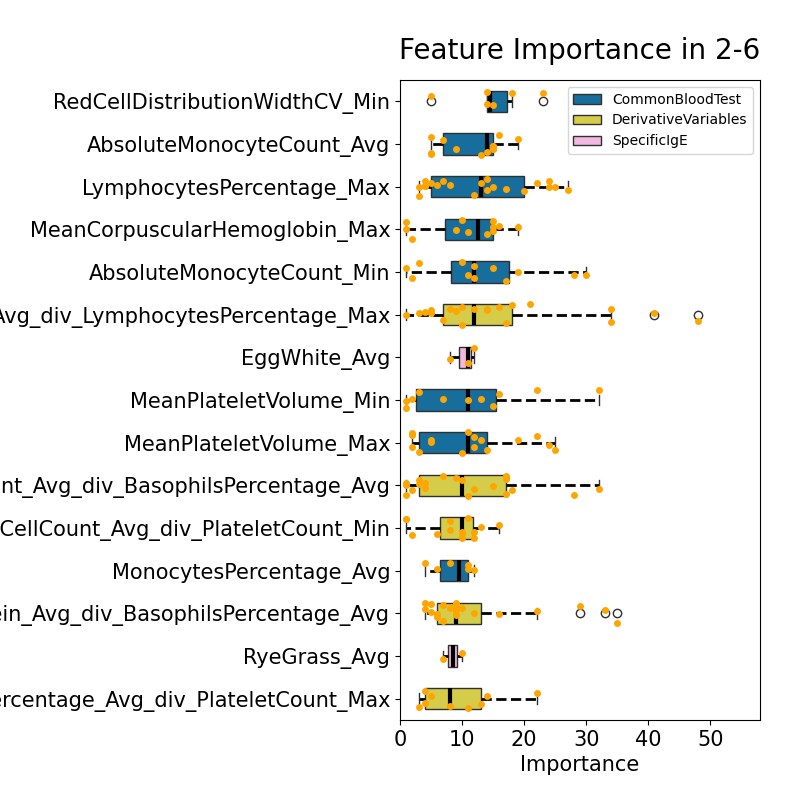 Feature Importance in 2-6
RedCellDistributionWidthCV_Min
AbsoluteMonocyteCount_Avg
LymphocytesPercentage_Max
MeanCorpuscularHemoglobin_Max
AbsoluteMonocyteCount_Min
Avg_div_LymphocytesPercentage_Max
EggWhite_Avg
MeanPlateletVolume_Min
MeanPlateletVolume_Max
nt_Avg_div_BasophilsPercentage_Avg
CellCount_Avg_div_PlateletCount_Min
MonocytesPercentage_Avg
ein_Avg_div_BasophilsPercentage_Avg
RyeGrass_Avg
ercentage_Avg_div_PlateletCount_Max
CommonBloodTest
DerivativeVariables
SpecificIgE
0 10 20 30 40 50
Importance